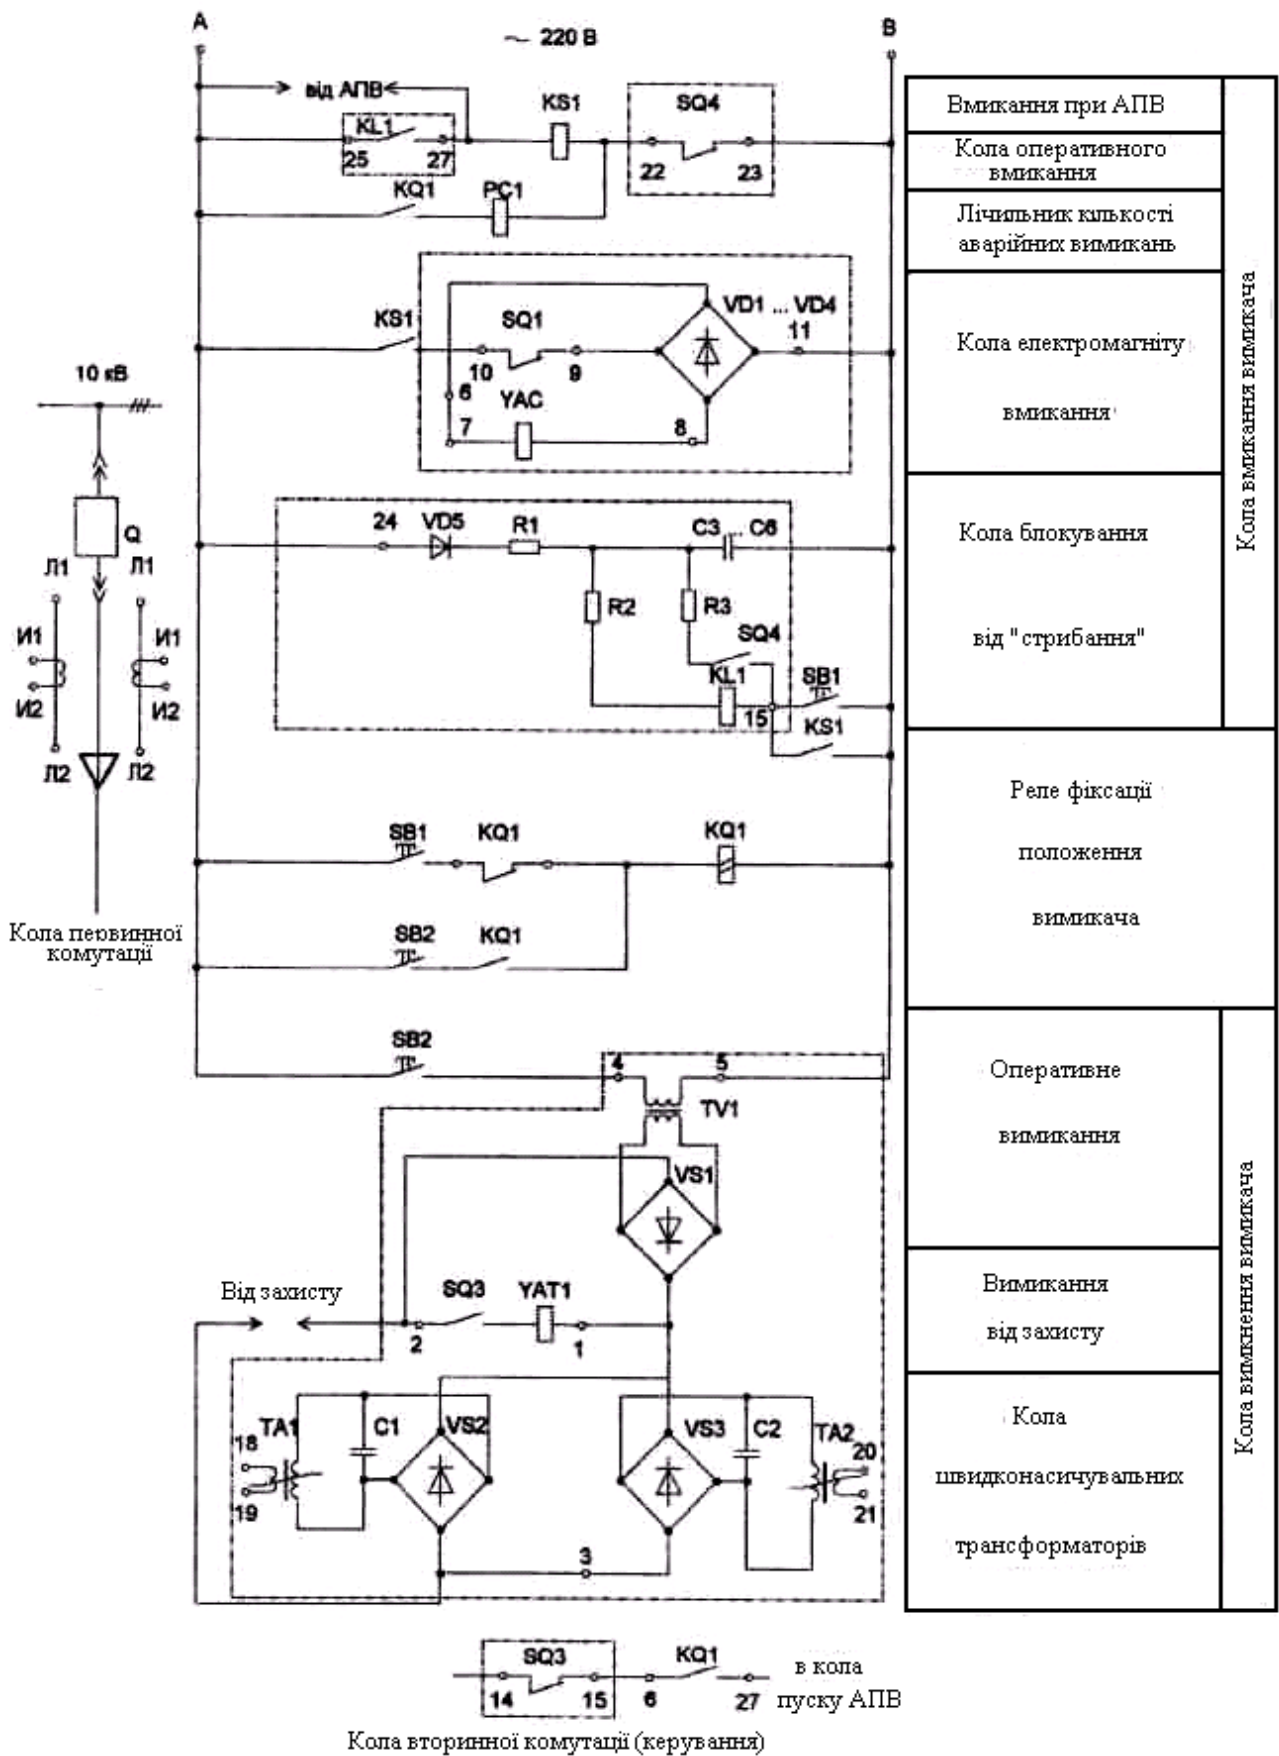 А
В
~ 220 В
від АПВ
KL1
25
27
KS1
SQ4
22
23
KQ1
PC1
Вмикання при АПВ
Кола оперативного
вмикання
Лічильник кількості
аварійних вимикань
KS1
SQ1
10
9
VD1 ... VD4
11
6
YAC
7
8
Кола електромагніту
вмикання
Кола вмикання вимикача
10 кВ
Q
Л1
Л1
И1
И1
И2
И2
Л2
Л2
Кола первинної
комутації
24
VD5
R1
C3 ... C6
R2
R3
SQ4
KL1
15
SB1
KS1
Кола блокування
від "стрибання"
SB1
KQ1
KQ1
SB2
KQ1
Реле фіксації
положення
вимикача
SB2
4
5
TV1
VS1
Оперативне
вимикання
Від захисту
SQ3
YAT1
2
1
Вимикання
від захисту
Кола вимкнення вимикача
18
TA1
19
C1
VS2
VS3
C2
TA2
20
21
3
Кола
швидконасичувальних
трансформаторів
SQ3
14
15
6
KQ1
27
в кола
пуску АПВ
Кола вторинної комутації (керування)